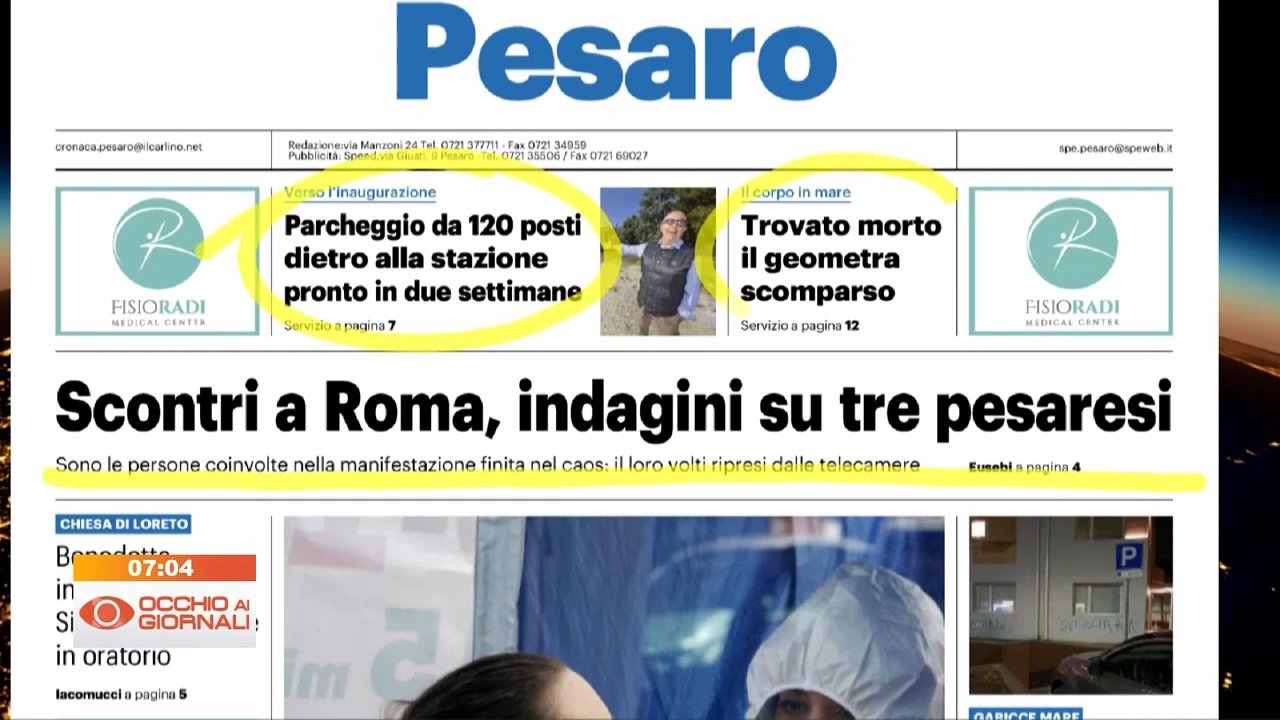 Pesaro
cronaca.pesaro@ilcarlino.net
Redazione:via Manzoni 24 Tel. 0721 377711 - Fax 0721 34959
Pubblicità: Speed,via Giusti, 9 Pesaro -Tel. 0721 35506 / Fax 0721 69027
spe.pesaro@speweb.it
FISIORADI
MEDICAL CENTER
Verso l'inaugurazione
Parcheggio da 120 posti
dietro alla stazione
pronto in due settimane
Servizio a pagina 7
Il corpo in mare
Trovato morto
il geometra
scomparso
Servizio a pagina 12
FISIORADI
MEDICAL CENTER
Scontri a Roma, indagini su tre pesaresi
Sono le persone coinvolte nella manifestazione finita nel caos: il loro volti ripresi dalle telecamere
Eusebi a pagina 4
CHIESA DI LORETO
in oratorio
Iacomucci a pagina 5
07:04
OCCHIO AI
GIORNALI
5
P
GABICCE MARE